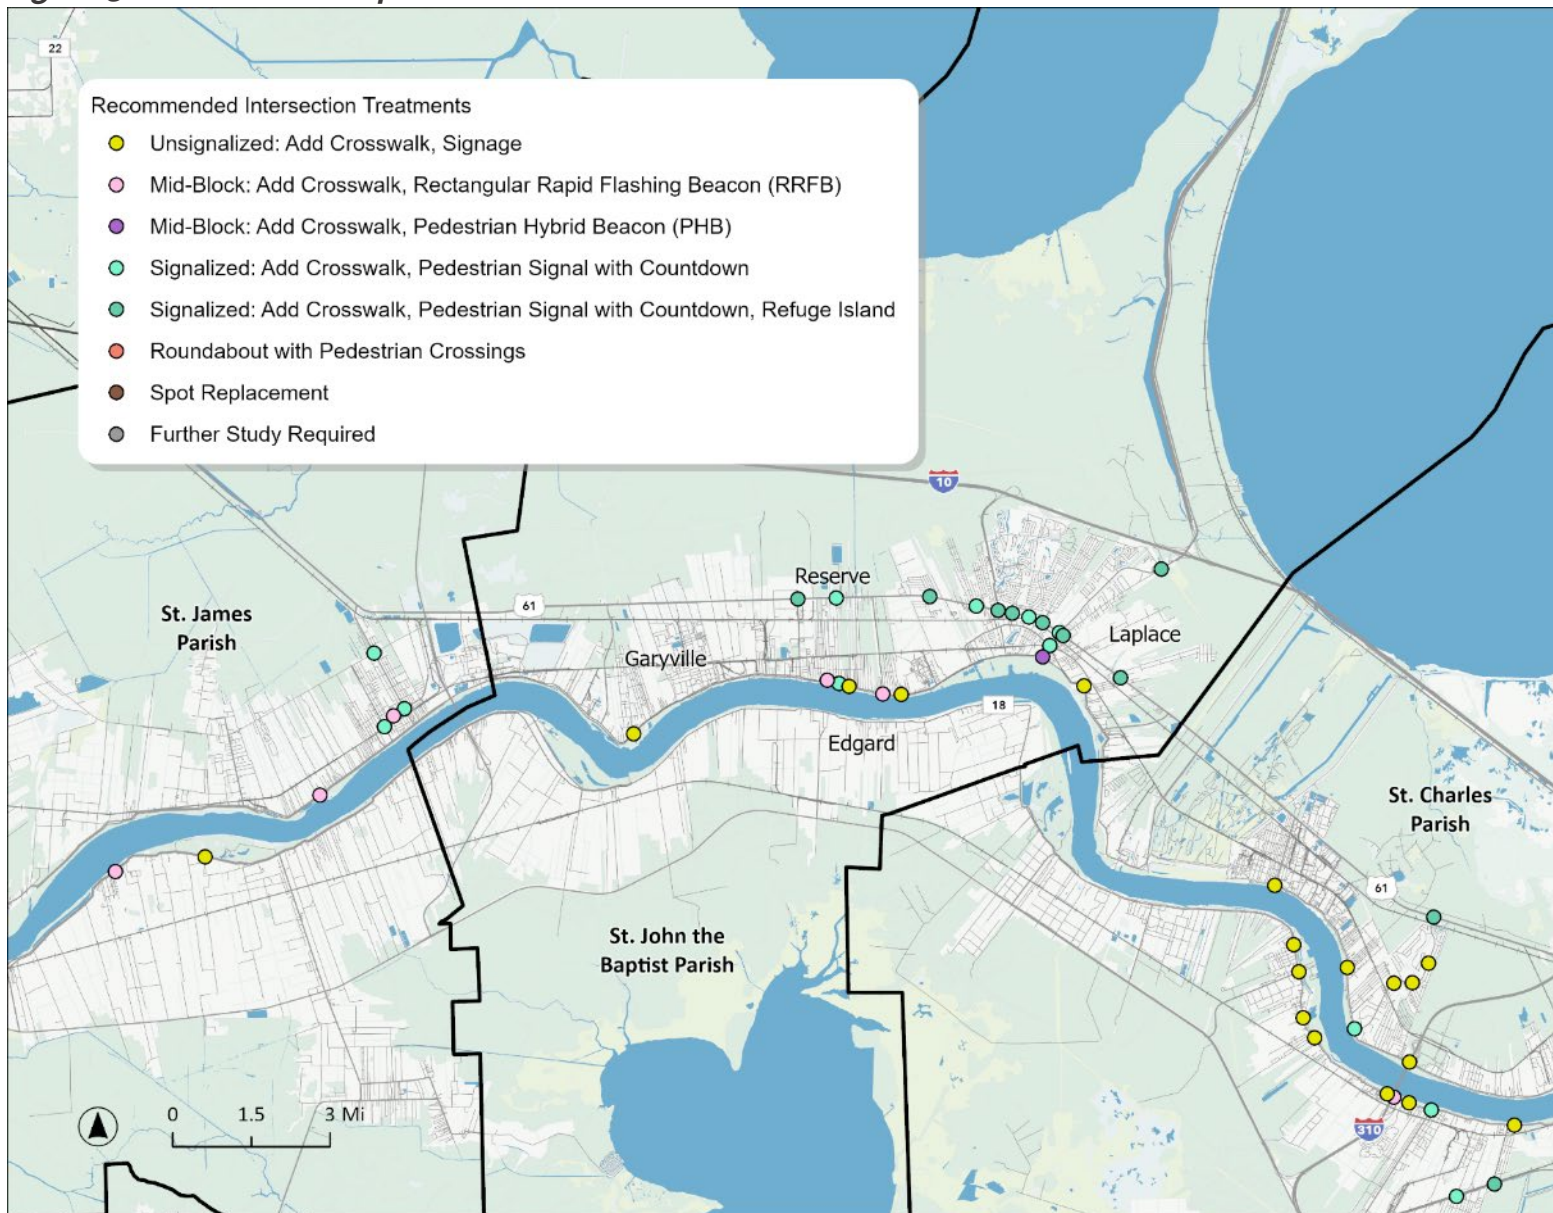 22
Recommended Intersection Treatments
Unsignalized: Add Crosswalk, Signage
Mid-Block: Add Crosswalk, Rectangular Rapid Flashing Beacon (RRFB)
Mid-Block: Add Crosswalk, Pedestrian Hybrid Beacon (PHB)
Signalized: Add Crosswalk, Pedestrian Signal with Countdown
Signalized: Add Crosswalk, Pedestrian Signal with Countdown, Refuge Island
Roundabout with Pedestrian Crossings
Spot Replacement
Further Study Required
10
Reserve
61
St. James
Parish
Laplace
Garyville
18
Edgard
St. Charles
Parish
61
St. John the
Baptist Parish
0 1.5 3 Mi
310